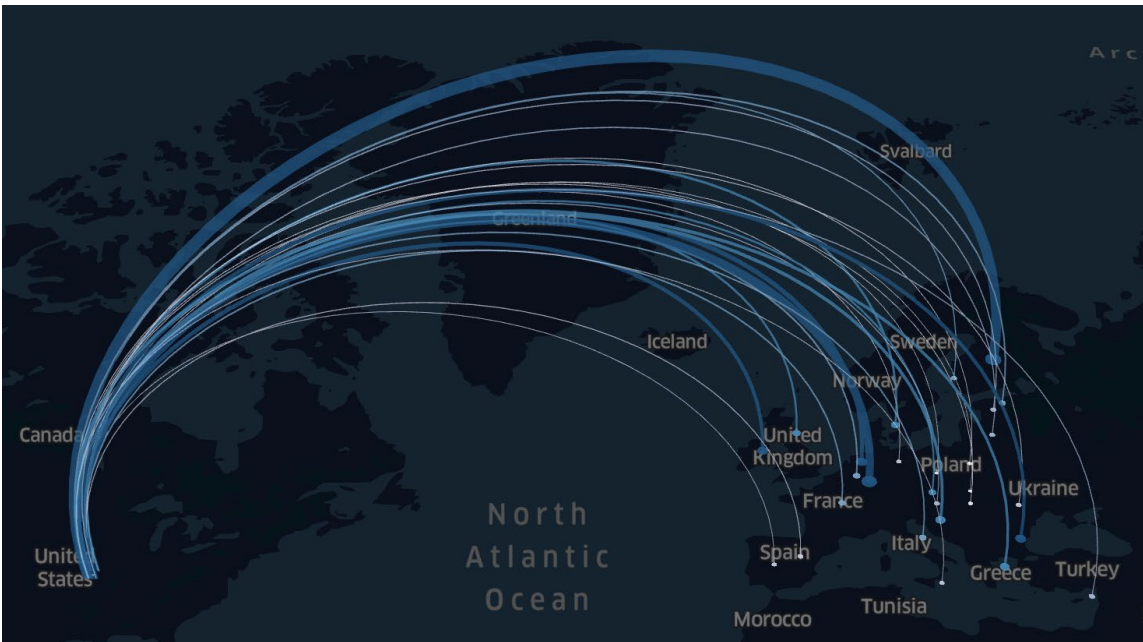 Arc
Svalbard
Greenland
Iceland
Sweden
Norway
Canada
United
Kingdom
Poland
Ukraine
France
North
Atlantic
Ocean
United
States
Spain
Italy
Greece
Turkey
Tunisia
Morocco